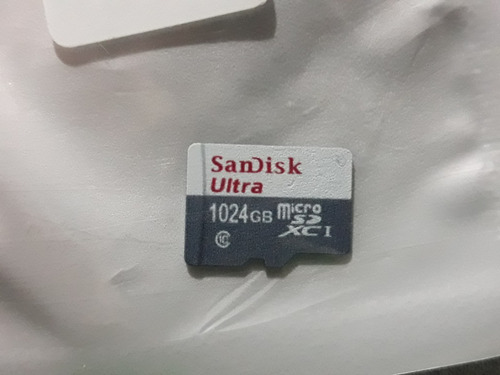 SanDisk
Ultra
1024GB micro SD
10 XC I